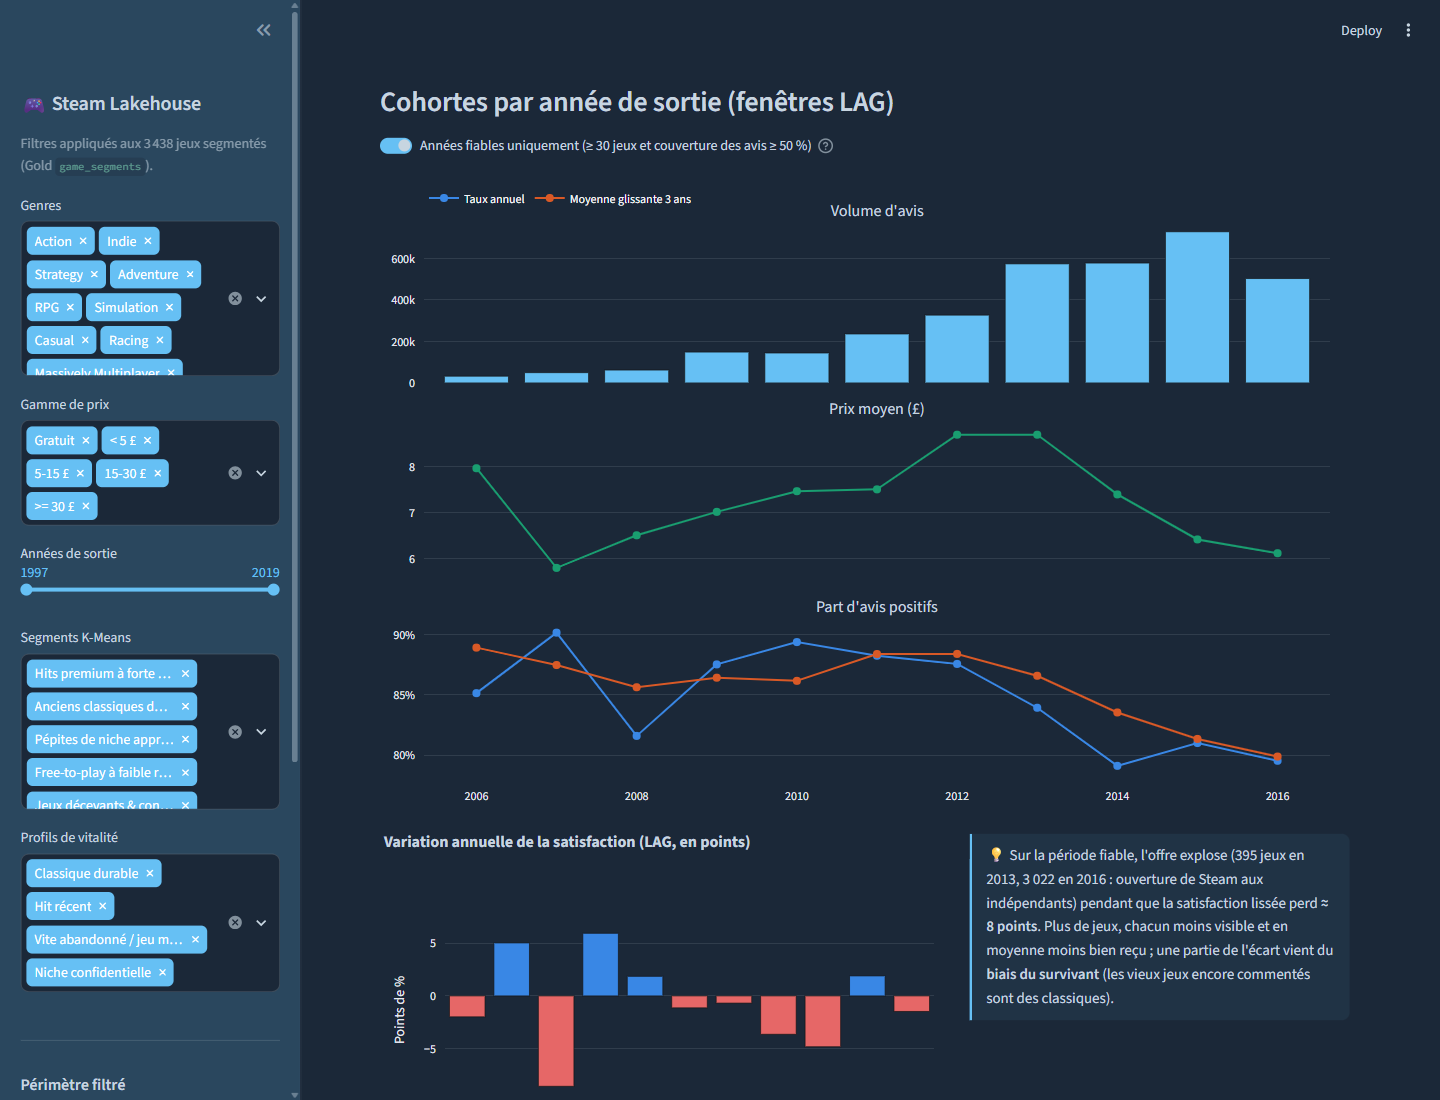 Deploy
Steam Lakehouse
Filtres appliqués aux 3 438 jeux segmentés
(Gold game_segments ).
Genres
Action × Indie ×
Strategy × Adventure ×
RPG × Simulation ×
Casual × Racing ×
Massively Multiplayer ×
Gamme de prix
Gratuit × < 5 £ ×
5-15 £ × 15-30 £ ×
>= 30 £ ×
Années de sortie
1997 2019
Segments K-Means
Hits premium à forte ... ×
Anciens classiques d... ×
Pépites de niche appr... ×
Free-to-play à faible r... ×
Jeux décevants & con... ×
Profils de vitalité
Classique durable ×
Hit récent ×
Vite abandonné / jeu m... ×
Niche confidentielle ×
Périmètre filtré
Cohortes par année de sortie (fenêtres LAG)
Années fiables uniquement (≥ 30 jeux et couverture des avis ≥ 50 %)
Taux annuel Moyenne glissante 3 ans
Volume d'avis
600k
400k
200k
0
Prix moyen (£)
8
7
6
Part d'avis positifs
90%
85%
80%
2006 2008 2010 2012 2014 2016
Variation annuelle de la satisfaction (LAG, en points)
Points de %
5
0
−5
💡 Sur la période fiable, l'offre explose (395 jeux en
2013, 3 022 en 2016 : ouverture de Steam aux
indépendants) pendant que la satisfaction lissée perd ≈
8 points. Plus de jeux, chacun moins visible et en
moyenne moins bien reçu ; une partie de l'écart vient du
biais du survivant (les vieux jeux encore commentés
sont des classiques).